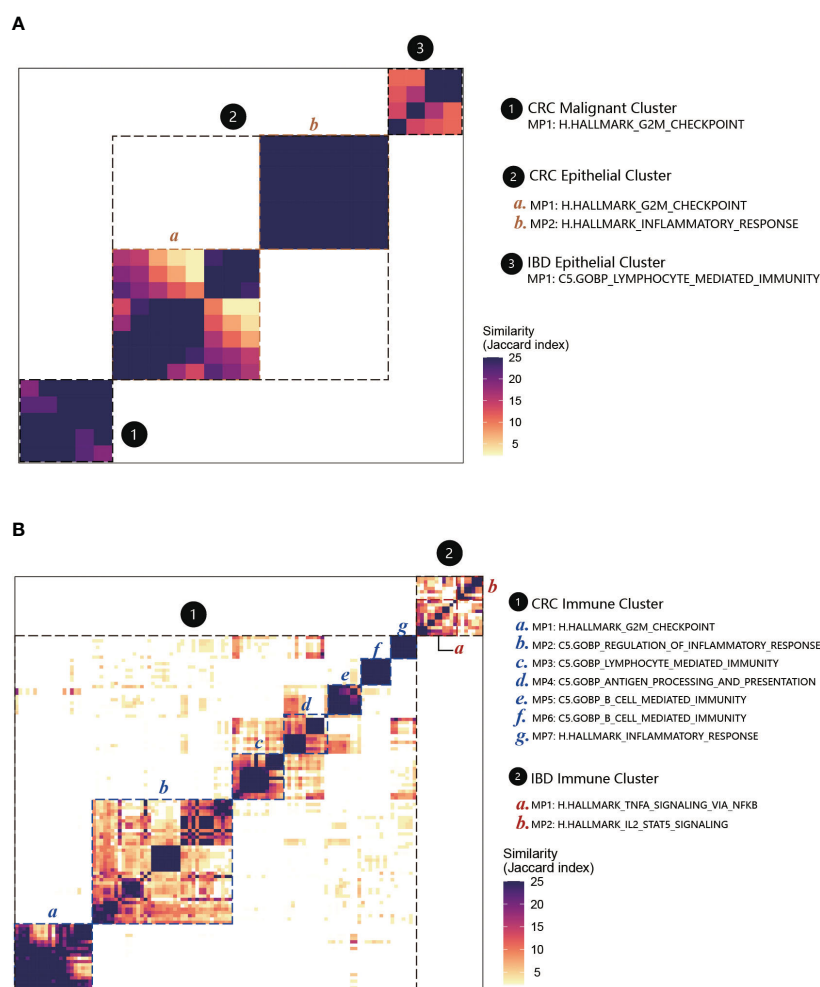 A
3
2
b
a
1
1 CRC Malignant Cluster
MP1: H.HALLMARK_G2M_CHECKPOINT
2 CRC Epithelial Cluster
a. MP1: H.HALLMARK_G2M_CHECKPOINT
b. MP2: H.HALLMARK_INFLAMMATORY_RESPONSE
3 IBD Epithelial Cluster
MP1: C5.GOBP_LYMPHOCYTE_MEDIATED_IMMUNITY
Similarity
(Jaccard index)
25
20
15
10
5
B
2
1
b
g
a
f
e
d
c
b
a
1 CRC Immune Cluster
a. MP1: H.HALLMARK_G2M_CHECKPOINT
b. MP2: C5.GOBP_REGULATION_OF_INFLAMMATORY_RESPONSE
c. MP3: C5.GOBP_LYMPHOCYTE_MEDIATED_IMMUNITY
d. MP4: C5.GOBP_ANTIGEN_PROCESSING_AND_PRESENTATION
e. MP5: C5.GOBP_B_CELL_MEDIATED_IMMUNITY
f. MP6: C5.GOBP_B_CELL_MEDIATED_IMMUNITY
g. MP7: H.HALLMARK_INFLAMMATORY_RESPONSE
2 IBD Immune Cluster
a. MP1: H.HALLMARK_TNFA_SIGNALING_VIA_NFKB
b. MP2: H.HALLMARK_IL2_STAT5_SIGNALING
Similarity
(Jaccard index)
25
20
15
10
5